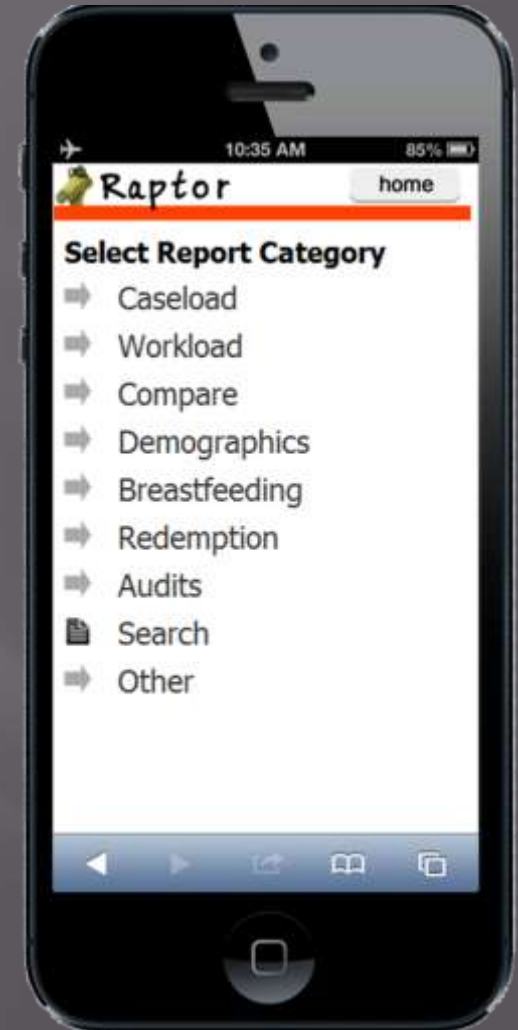 10:35 AM 85%
Raptor home
Select Report Category
Caseload
Workload
Compare
Demographics
Breastfeeding
Redemption
Audits
Search
Other